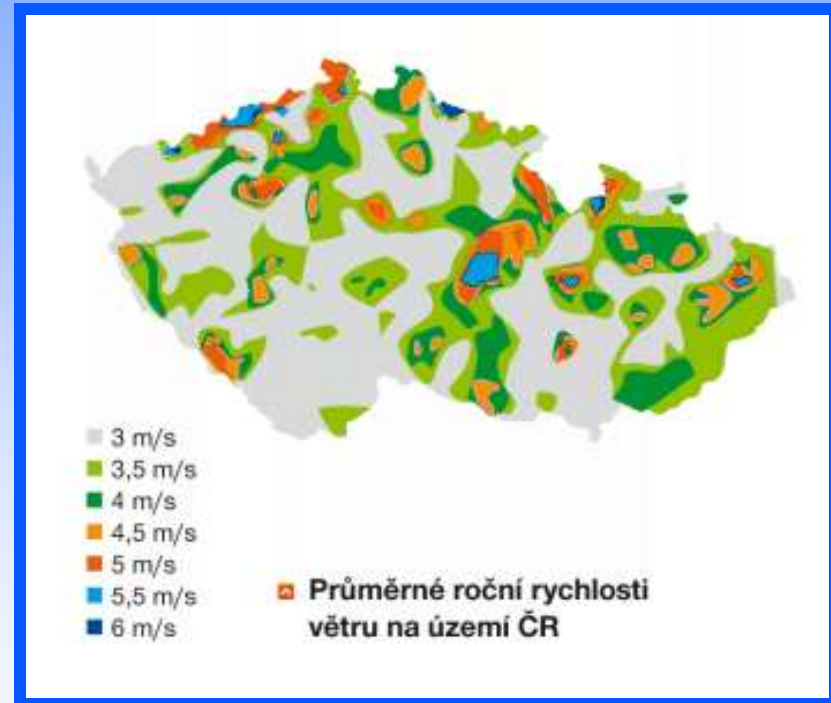 3 m/s
3,5 m/s
4 m/s
4,5 m/s
5 m/s
5,5 m/s
6 m/s
Průměrné roční rychlosti
větru na území ČR